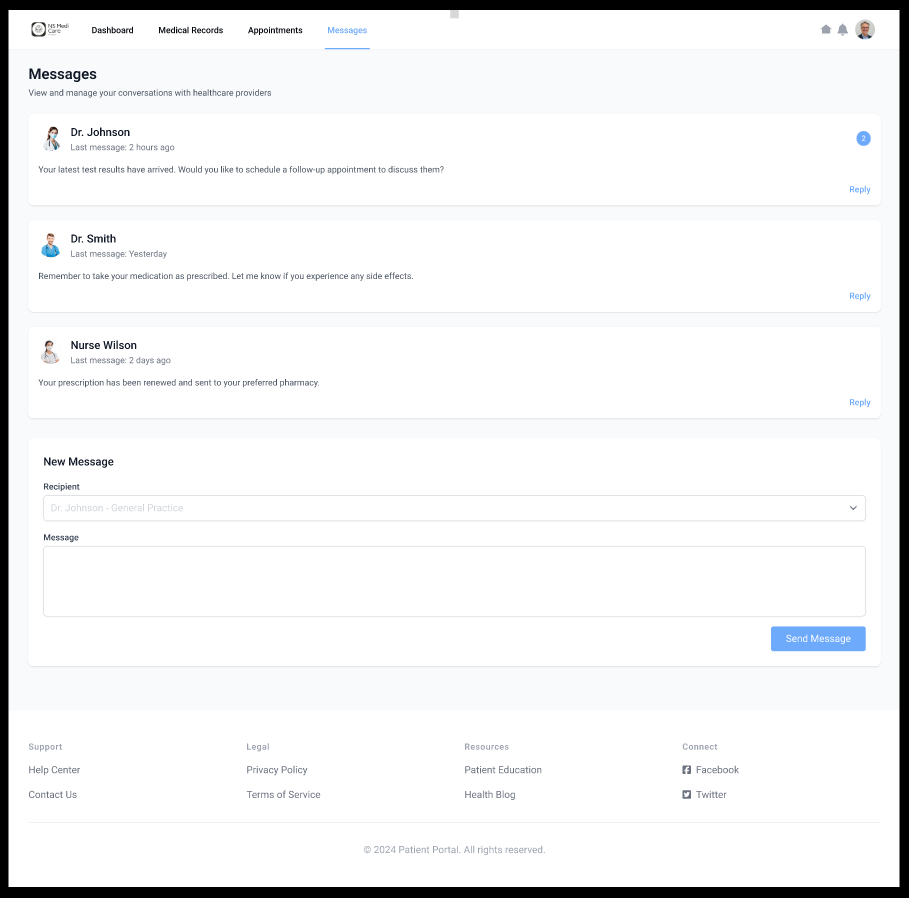 NS Medi
Care
Dashboard
Medical Records
Appointments
Messages
Messages
View and manage your conversations with healthcare providers
Dr. Johnson
Last message: 2 hours ago
2
Your latest test results have arrived. Would you like to schedule a follow-up appointment to discuss them?
Reply
Dr. Smith
Last message: Yesterday
Remember to take your medication as prescribed. Let me know if you experience any side effects.
Reply
Nurse Wilson
Last message: 2 days ago
Your prescription has been renewed and sent to your preferred pharmacy.
Reply
New Message
Recipient
Dr. Johnson - General Practice
Message
Send Message
Support
Legal
Resources
Connect
Help Center
Privacy Policy
Patient Education
Facebook
Contact Us
Terms of Service
Health Blog
Twitter
© 2024 Patient Portal. All rights reserved.